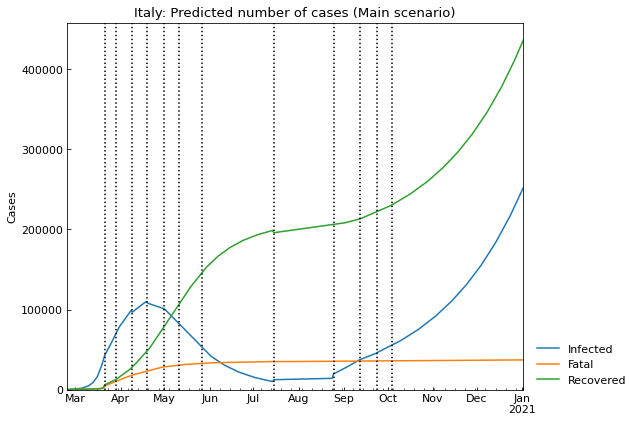 Italy: Predicted number of cases (Main scenario)
Cases
400000
300000
200000
100000
0
Mar Apr May Jun Jul Aug Sep Oct Nov Dec Jan
2021
Infected
Fatal
Recovered